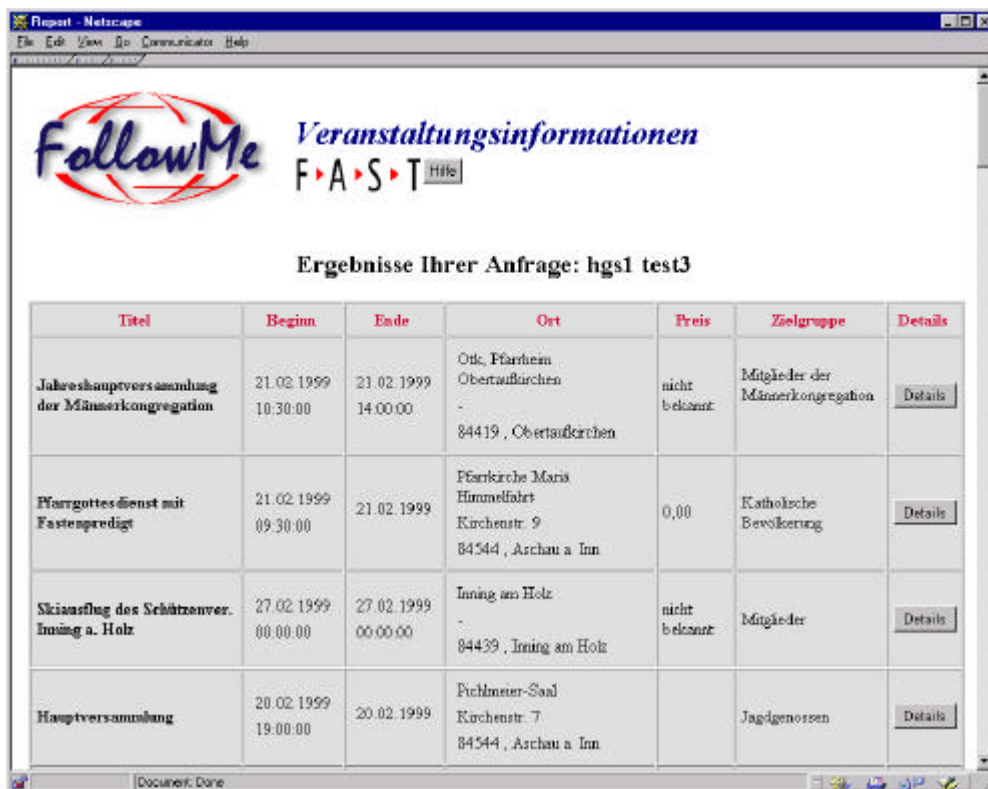 Report - Netscape
File Edit View Go Communicator Help
FollowMe
Veranstaltungsinformationen
F A S T Hilfe
Ergebnisse Ihrer Anfrage: hgs1 test3
Titel Beginn Ende Ort Preis Zielgruppe Details
Jahreshauptversammlung der Männerkongregation
21.02.1999
10:30:00
21.02.1999
14:00:00
Otk, Pfarrheim
Obertaufkirchen
-
84419 , Obertaufkirchen
nicht
bekannt
Mitglieder der
Männerkongregation
Details
Pfarrgottesdienst mit
Fastenpredigt
21.02.1999
09:30:00
21.02.1999
Pfarrkirche Mariä
Himmelfahrt
Kirchenstr. 9
84544 , Aschau a. Inn
0,00
Katholische
Bevölkerung
Details
Skiausflug des Schützenver.
Inning a. Holz
27.02.1999
00:00:00
27.02.1999
00:00:00
Inning am Holz
-
84439 , Inning am Holz
nicht
bekannt
Mitglieder
Details
Hauptversammlung
20.02.1999
19:00:00
20.02.1999
Pichlmeier-Saal
Kirchenstr. 7
84544 , Aschau a. Inn
Jagdgenossen
Details
Document: Done